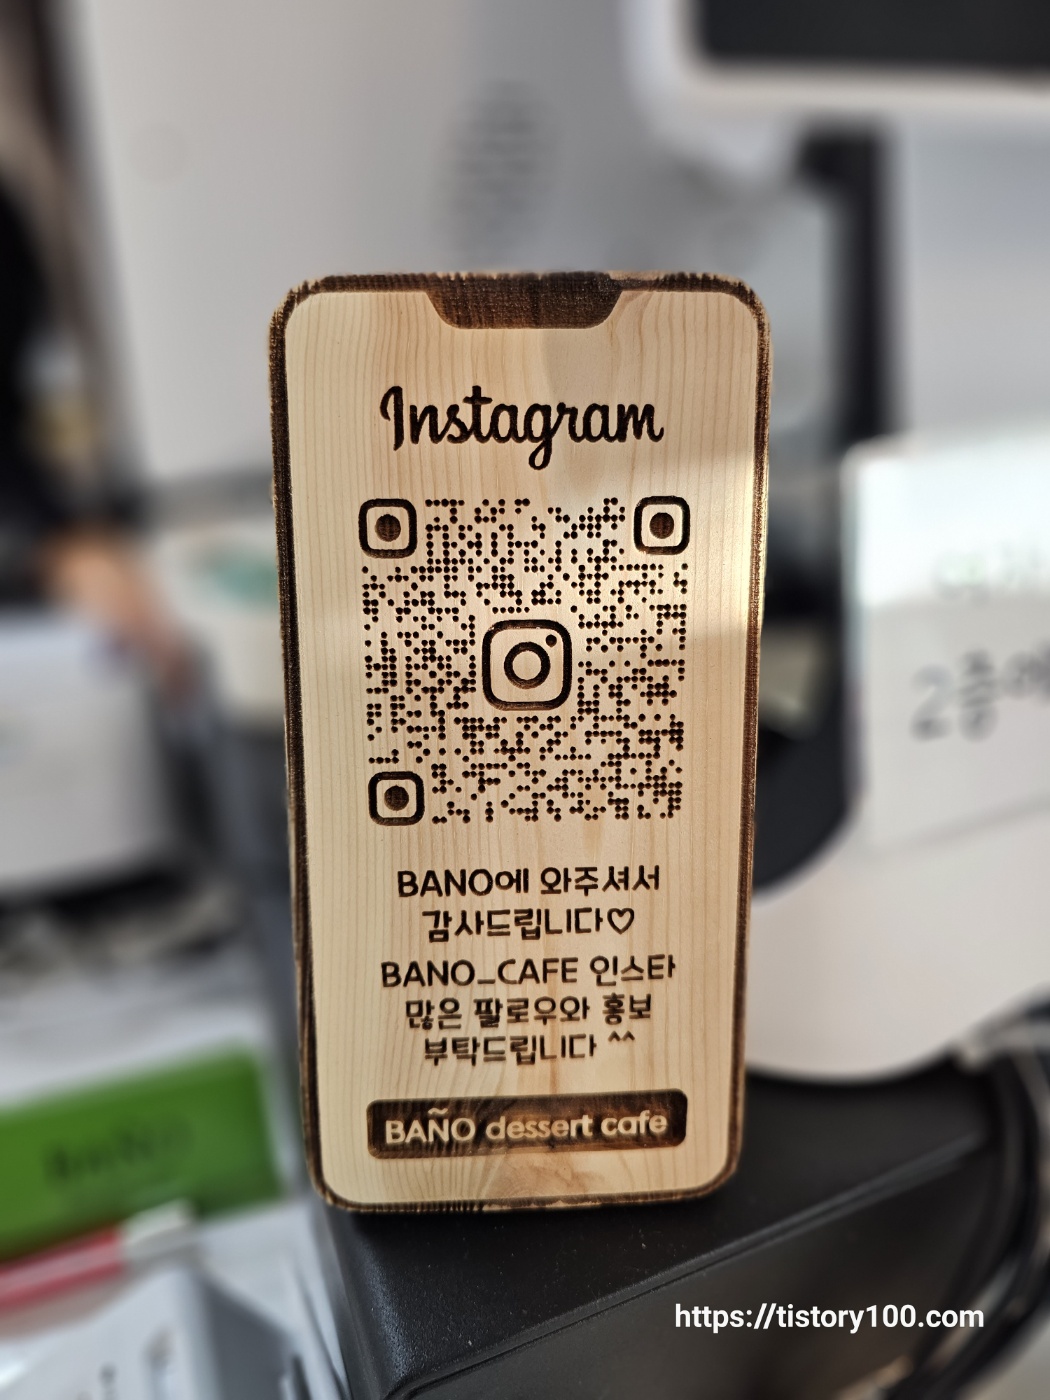 Instagram
BANO에 와주셔서
감사드립니다♡
BANO_CAFE 인스타
많은 팔로우와 홍보
부탁드립니다 ^^
BAÑO dessert cafe
https://tistory100.com